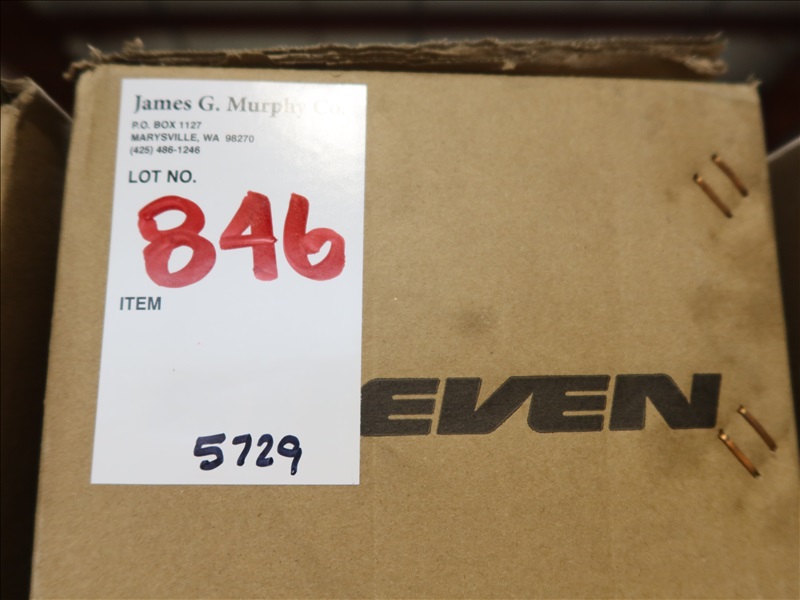 James G. Murphy Co.
P.O. BOX 1127
MARYSVILLE, WA 98270
(425) 486-1246
LOT NO.
846
ITEM
EVEN
5729